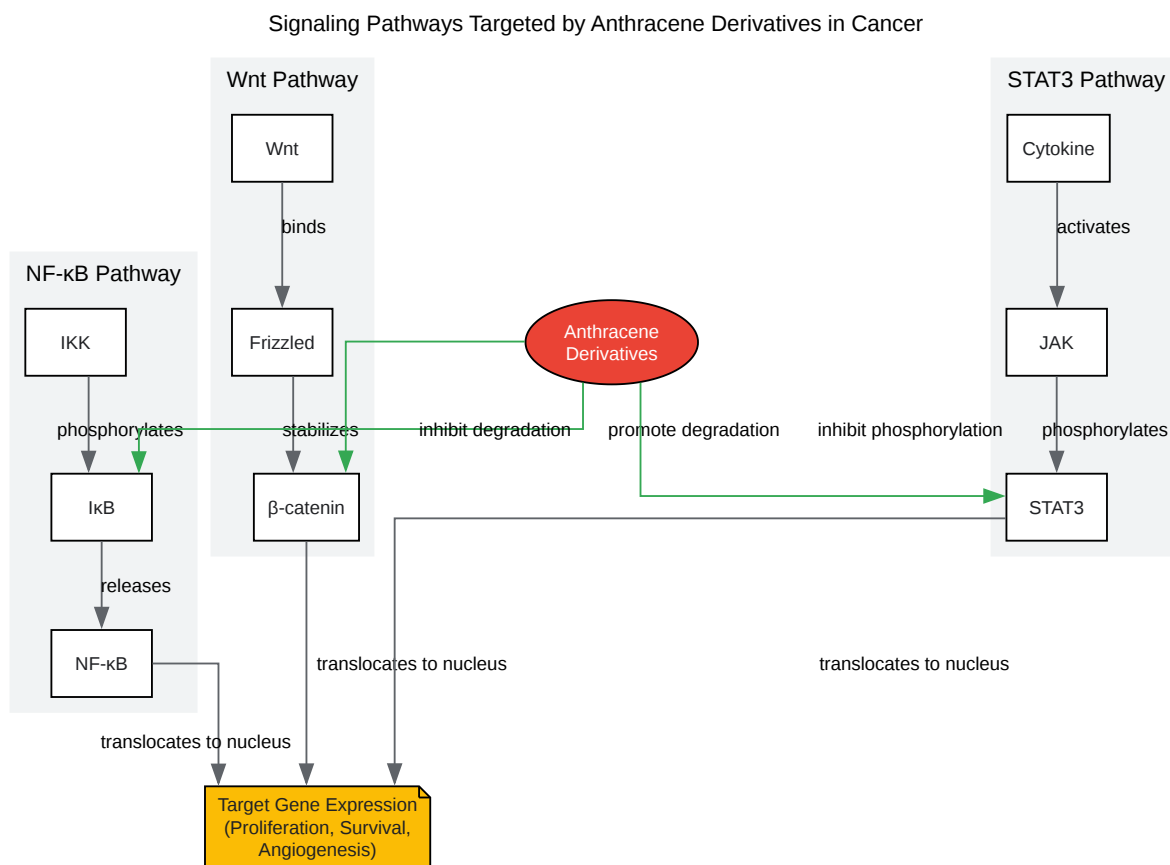 Signaling Pathways Targeted by Anthracene Derivatives in Cancer
Wnt Pathway
STAT3 Pathway
Wnt
Cytokine
binds
activates
NF-κB Pathway
IKK
Frizzled
Anthracene
Derivatives
JAK
phosphorylates
stabilizes
inhibit degradation
promote degradation
inhibit phosphorylation
phosphorylates
IκB
β-catenin
STAT3
releases
NF-κB
translocates to nucleus
translocates to nucleus
translocates to nucleus
Target Gene Expression
(Proliferation, Survival,
Angiogenesis)